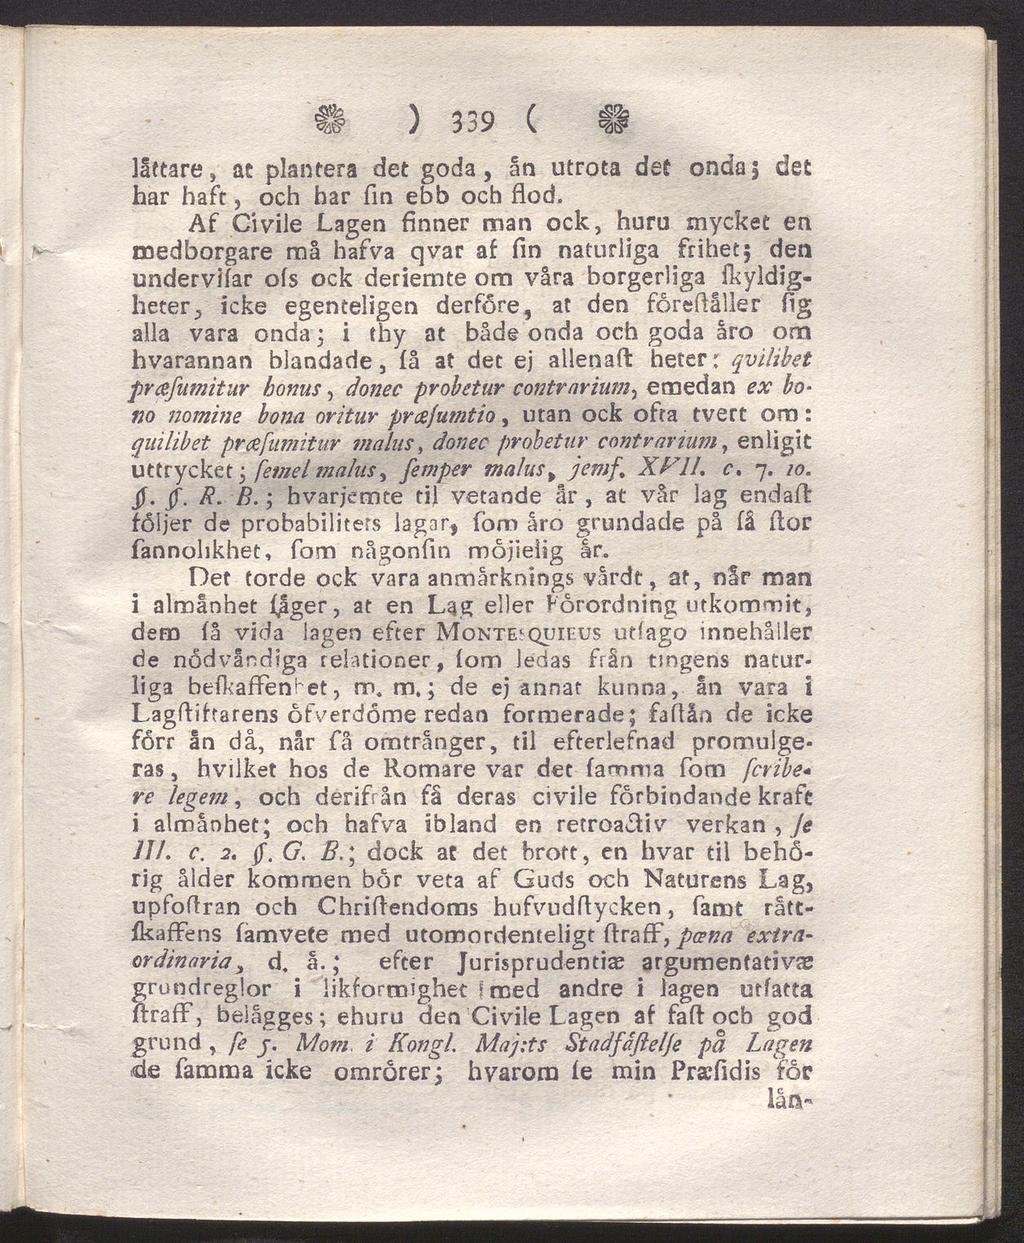 ) 339 (
låttare, at plantera det goda, ån utrota det onda; det
har haft, och har ſin ebb och flod.
Af Civile Lagen finner man ock, huru mycket en
medborgare må hafva qvar af ſin naturliga frihet; den
underviſar oſs ock deriemte om våra borgerliga ſkyldig-
heter, icke egenteligen derföre, at den föreſtåller ſig
alla vara onda; i thy at både onda och goda åro om
hvarannan blandade, ſå at det ej allenaſt heter: qvilibet
præſumitur bonus, donec probetur contrarium, emedan ex bo-
no nomine bona oritur præſumtio, utan ock ofta tvert om:
quilibet præſumitur malus, donec probetur contrarium, enligit
uttrycket; ſemel malus, ſemper malus, jemf. XVII. c. 7. 10.
§. §. R. B.; hvarjemte til vetande år, at vår lag endaſt
följer de probabilitets lagar, ſom åro grundade på ſå ſtor
ſannolikhet, ſom någonſin möjielig år.
Det torde ock vara anmårknings vårdt, at, når man
i almånhet ſåger, at en Lag eller Förordning utkommit,
dem ſå vida lagen efter MONTESQUIEUS utſago innehåller
de nödvåndiga relationer, ſom ledas från tingens natur-
liga beſkaffenhet, m. m.; de ej annat kunna, ån vara i
Lagſtiftarens öfverdöme redan formerade; faſtån de icke
förr ån då, når ſå omtrånger, til efterlefnad promulge-
ras, hvilket hos de Romare var det ſamma ſom ſcribe-
re legem, och derifrån få deras civile förbindande kraft
i almånhet; och hafva ibland en retroactiv verkan, ſe
III. c. 2. §. G. B.; dock at det brott, en hvar til behö-
rig ålder kommen bör veta af Guds och Naturens Lag,
upfoſtran och Chriſtendoms hufvudſtycken, ſamt rått-
ſkaffens ſamvete med utomordenteligt ſtraff, pœna extra-
ordinaria, d. å.; efter Jurisprudentiæ argumentativæ
grundreglor i likformighet med andre i lagen utſatta
ſtraff, belågges; ehuru den Civile Lagen af faſt och god
grund, ſe 5. Mom. i Kongl. Maj:ts Stadfåſtelſe på Lagen
de ſamma icke omrörer; hvarom ſe min Præſidis för
lån-